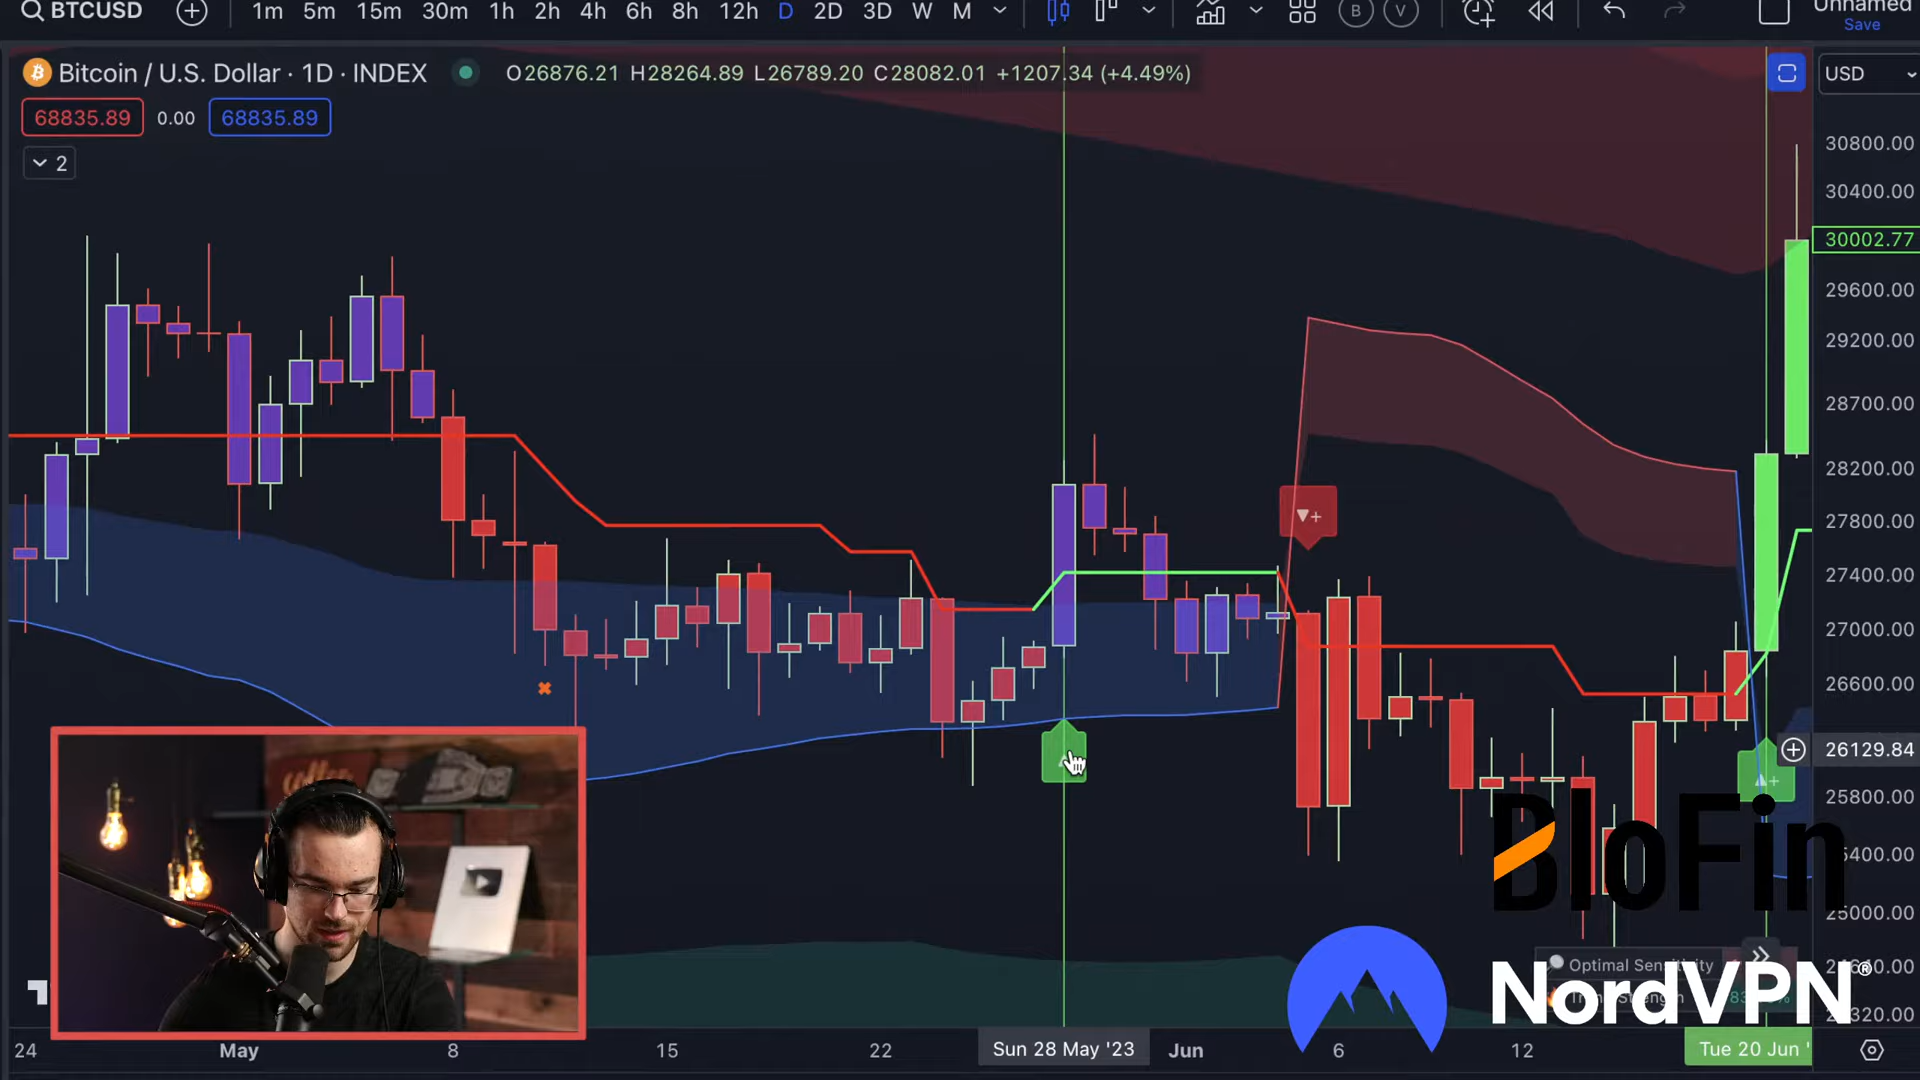 BTCUSD 1m 5m 15m 30m 1h 2h 4h 6h 8h 12h D 2D 3D W M B V Unnamed
Save
Bitcoin / U.S. Dollar · 1D · INDEX O26876.21 H28264.89 L26789.20 C28082.01 +1207.34 (+4.49%) USD
68835.89 0.00 68835.89
2
30800.00
30400.00
30002.77
29600.00
29200.00
28700.00
28200.00
27800.00
27400.00
27000.00
26600.00
26129.84
25800.00
BloFin
25000.00
Optimal Sensitivity
NordVPN®
24 May 8 15 22 Sun 28 May '23 Jun 6 12 Tue 20 Jun '